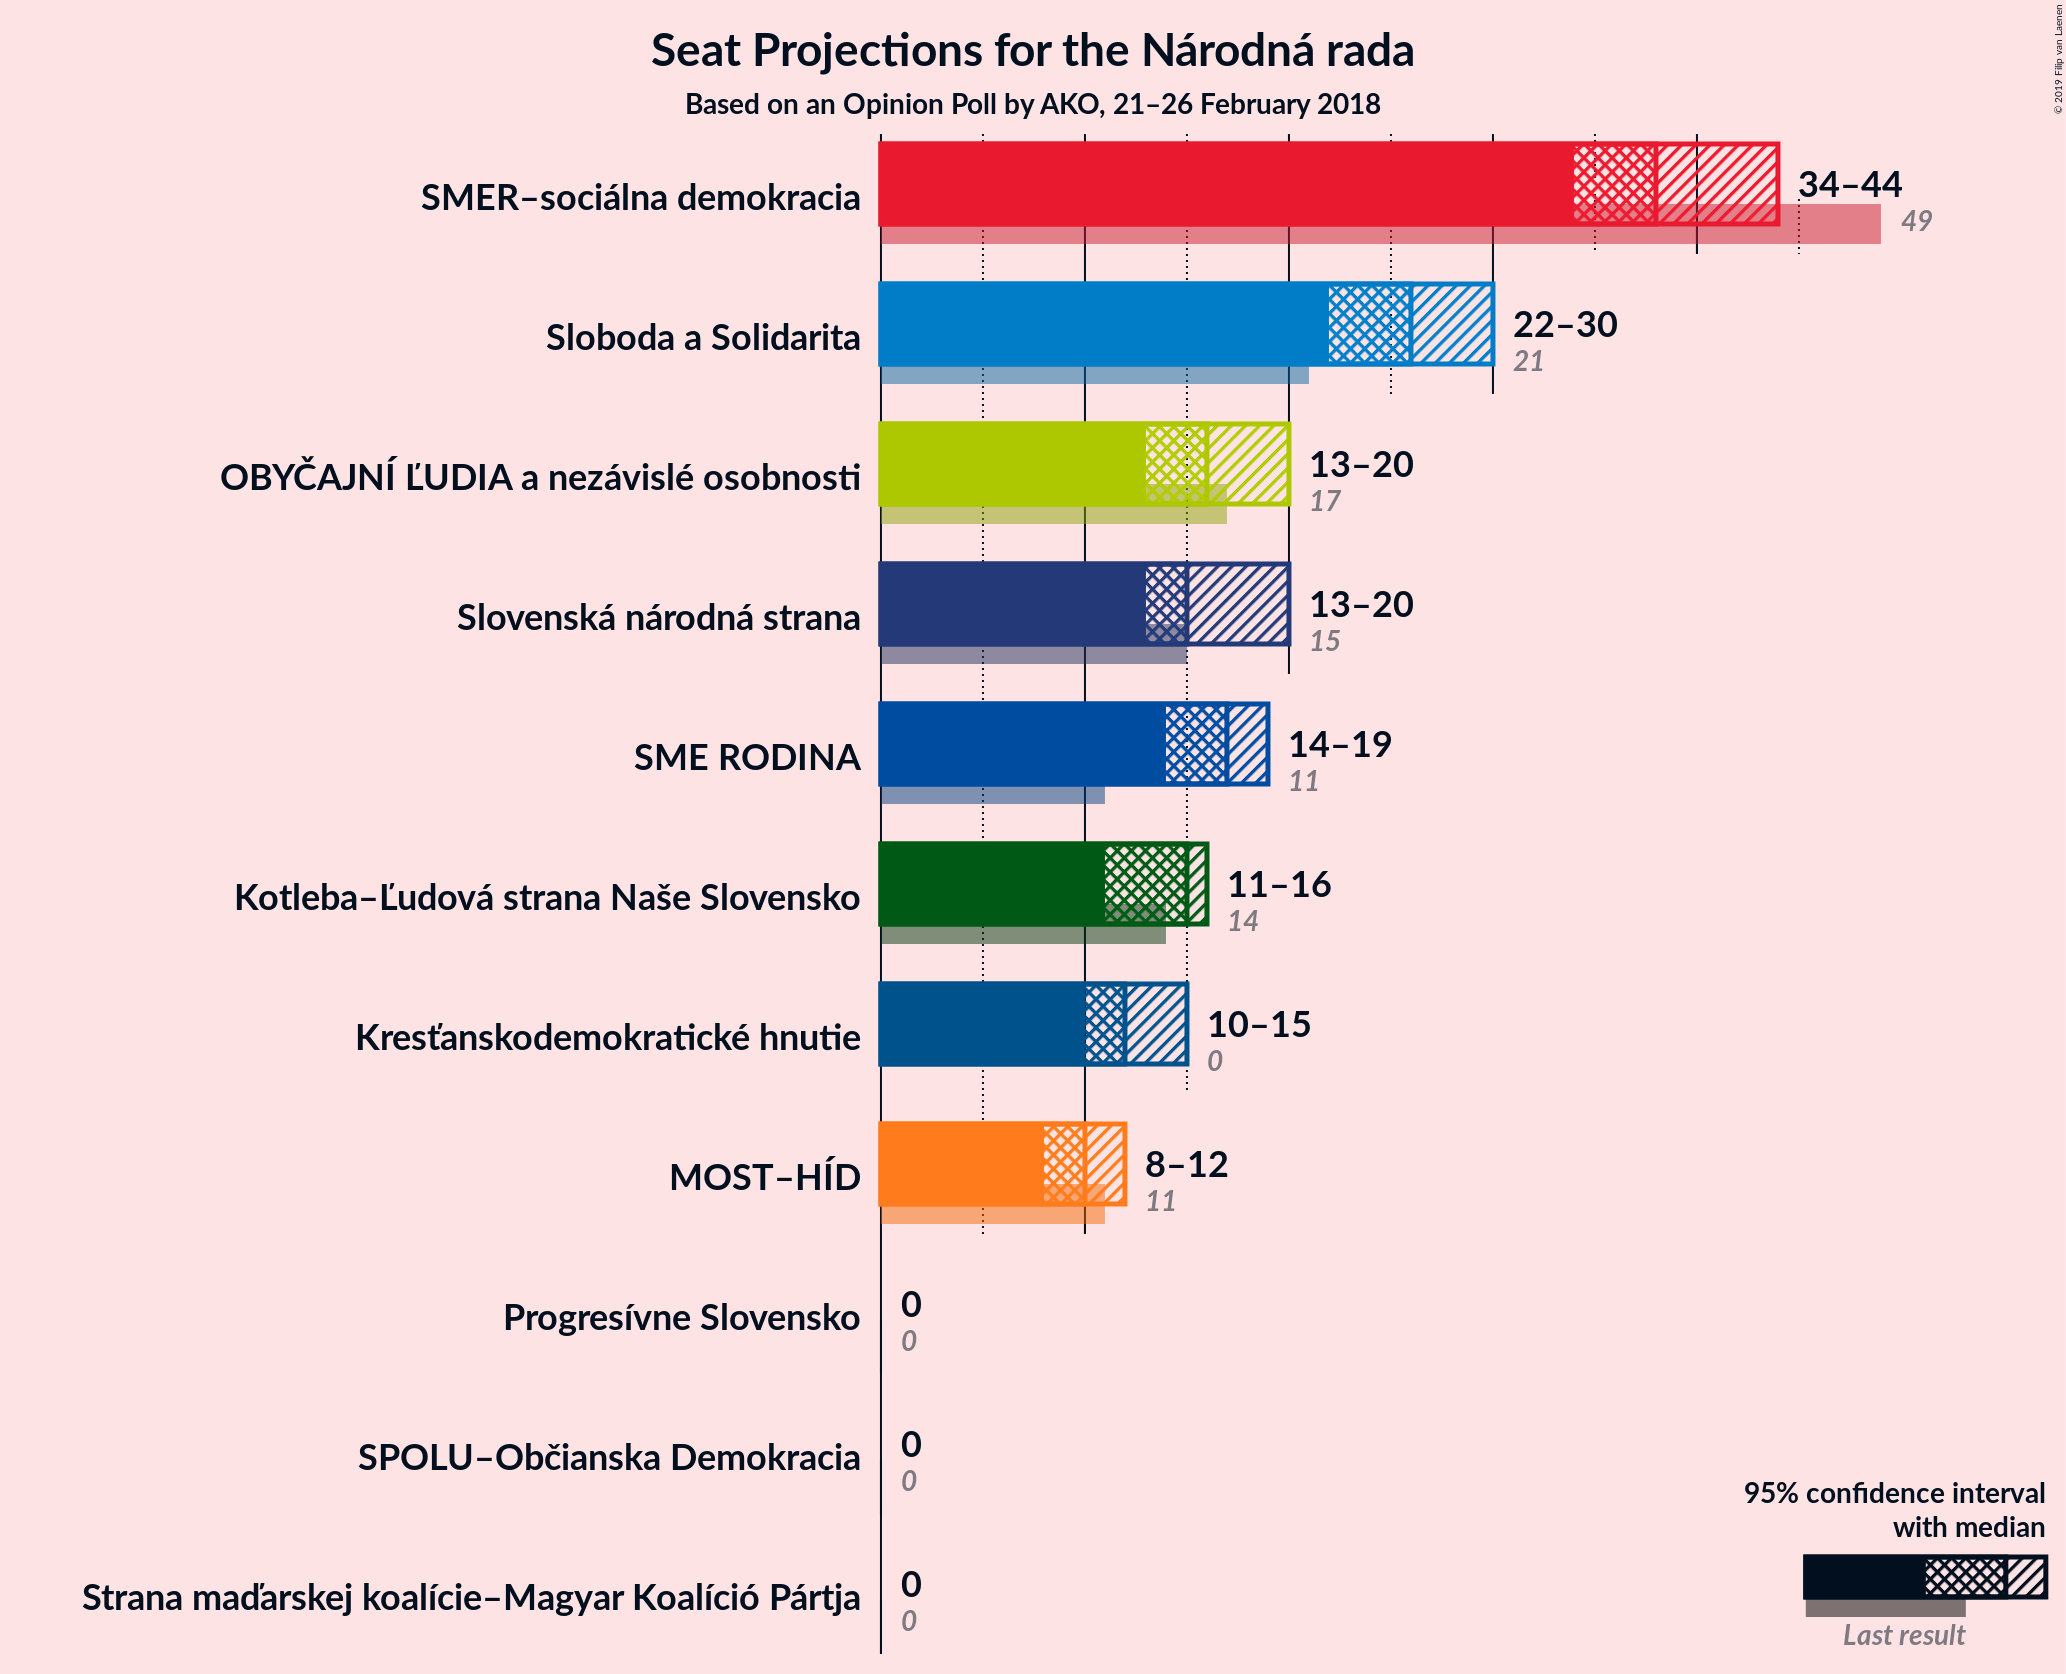 Seat Projections for the Národná rada
Based on an Opinion Poll by AKO, 21–26 February 2018
© 2019 Filip van Laenen
SMER–sociálna demokracia
34–44
49
Sloboda a Solidarita
22–30
21
OBYČAJNÍ ĽUDIA a nezávislé osobnosti
13–20
17
Slovenská národná strana
13–20
15
SME RODINA
14–19
11
Kotleba–Ľudová strana Naše Slovensko
11–16
14
Kresťanskodemokratické hnutie
10–15
0
MOST–HÍD
8–12
11
Progresívne Slovensko
0
0
SPOLU–Občianska Demokracia
0
0
Strana maďarskej koalície–Magyar Koalíció Pártja
0
0
95% confidence interval
with median
Last result